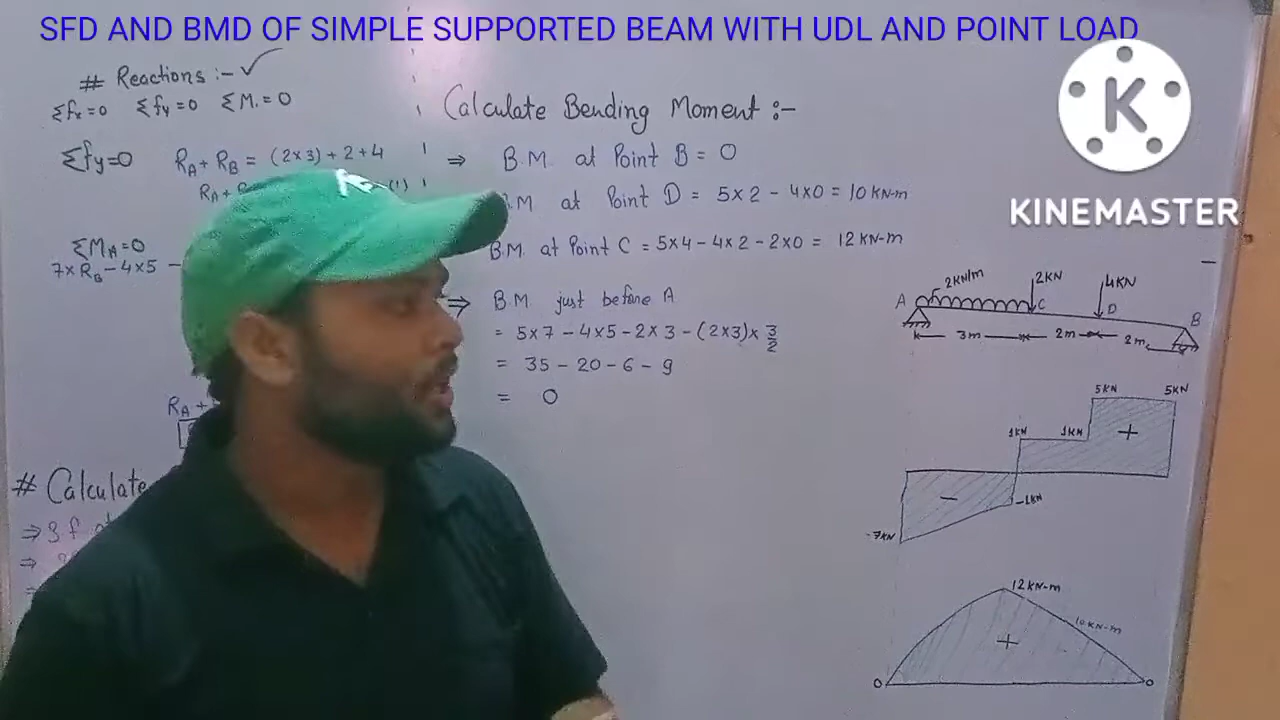 SFD AND BMD OF SIMPLE SUPPORTED BEAM WITH UDL AND POINT LOAD
# Reactions :- ✓
Σfx=0 Σfy=0 ΣM=0
Σfy=0 RA + RB = (2×3)+2+4
RA+ (1)
ΣMA=0
7×RB-4×5 -
RA +
# Calculate
⇒ S f at
⇒
Calculate Bending Moment :-
⇒ B.M. at Point B = 0
B.M at Point D = 5×2 - 4×0 = 10 KN-m
B.M. at Point C = 5×4-4×2-2×0 = 12 KN-m
⇒ B.M just before A
= 5×7 - 4×5 - 2×3 - (2×3)× 3/2
= 35 - 20 - 6 - 9
= 0
K
KINEMASTER
2KN/m 2KN 4KN
A C D B
3m 2m 2m
5KN 5KN
1KN 1KN
+
-
-1KN
-7KN
12 KN-m
10 KN-m
+
0 0